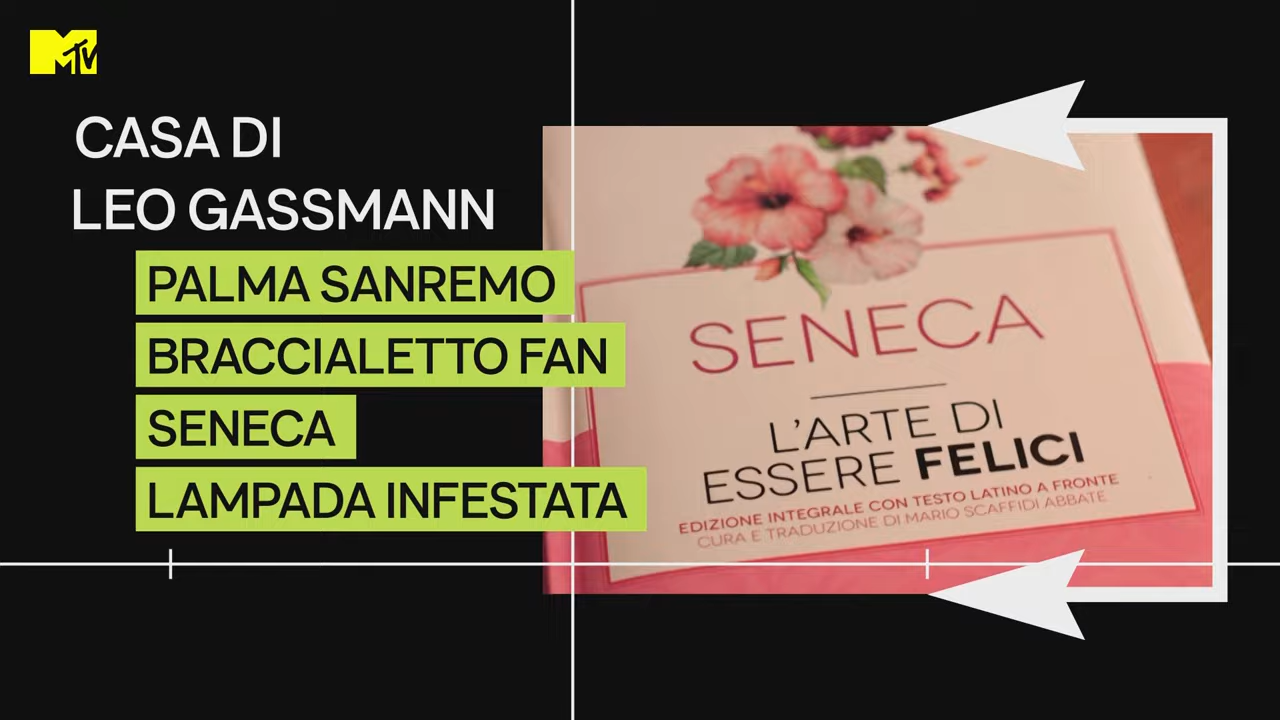 MTV
CASA DI
LEO GASSMANN
PALMA SANREMO
BRACCIALETTO FAN
SENECA
LAMPADA INFESTATA
SENECA
L'ARTE DI
ESSERE FELICI
EDIZIONE INTEGRALE CON TESTO LATINO A FRONTE
CURA E TRADUZIONE DI MARIO SCAFFIDI ABBATE